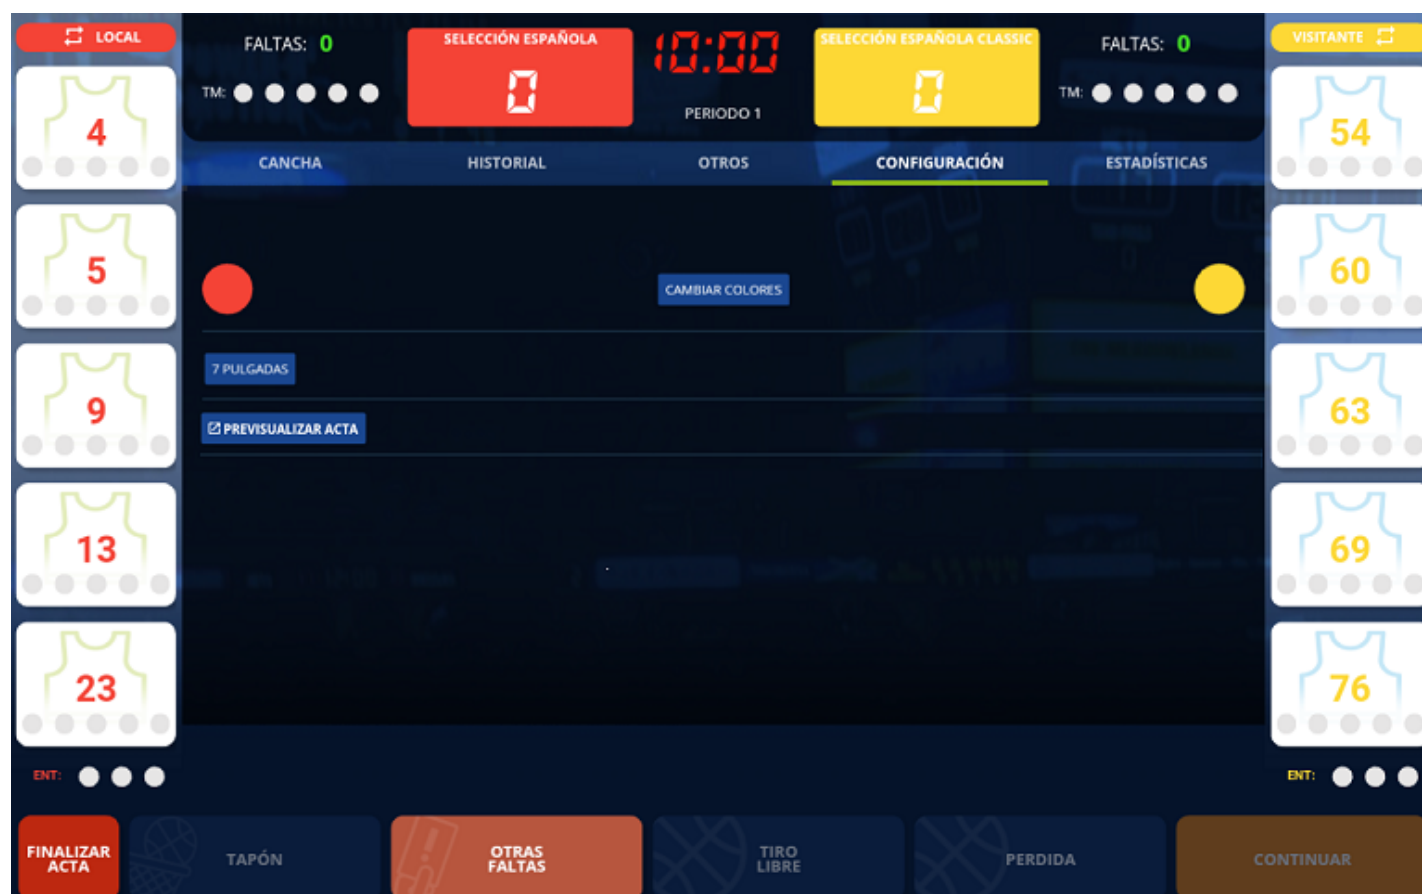 LOCAL
FALTAS: 0
SELECCIÓN ESPAÑOLA
10:00
SELECCIÓN ESPAÑOLA CLASSIC
FALTAS: 0
VISITANTE
TM:
0
PERIODO 1
0
TM:
4
54
CANCHA
HISTORIAL
OTROS
CONFIGURACIÓN
ESTADÍSTICAS
5
60
CAMBIAR COLORES
7 PULGADAS
9
63
PREVISUALIZAR ACTA
13
69
23
76
ENT:
ENT:
FINALIZAR
ACTA
TAPÓN
OTRAS
FALTAS
TIRO
LIBRE
PERDIDA
CONTINUAR